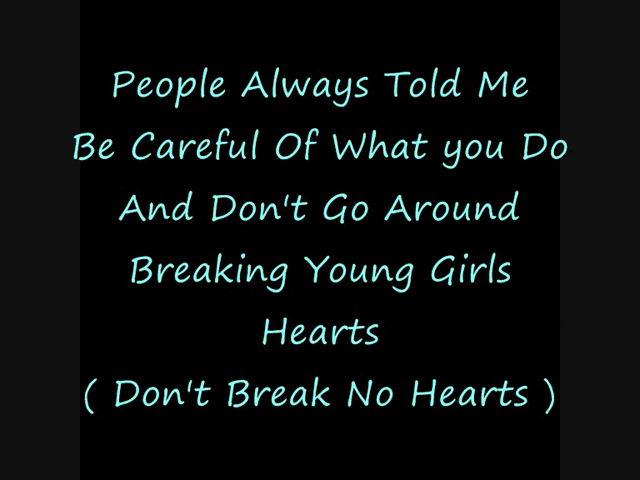 People Always Told Me
Be Careful Of What you Do
And Don't Go Around
Breaking Young Girls
Hearts
( Don't Break No Hearts )